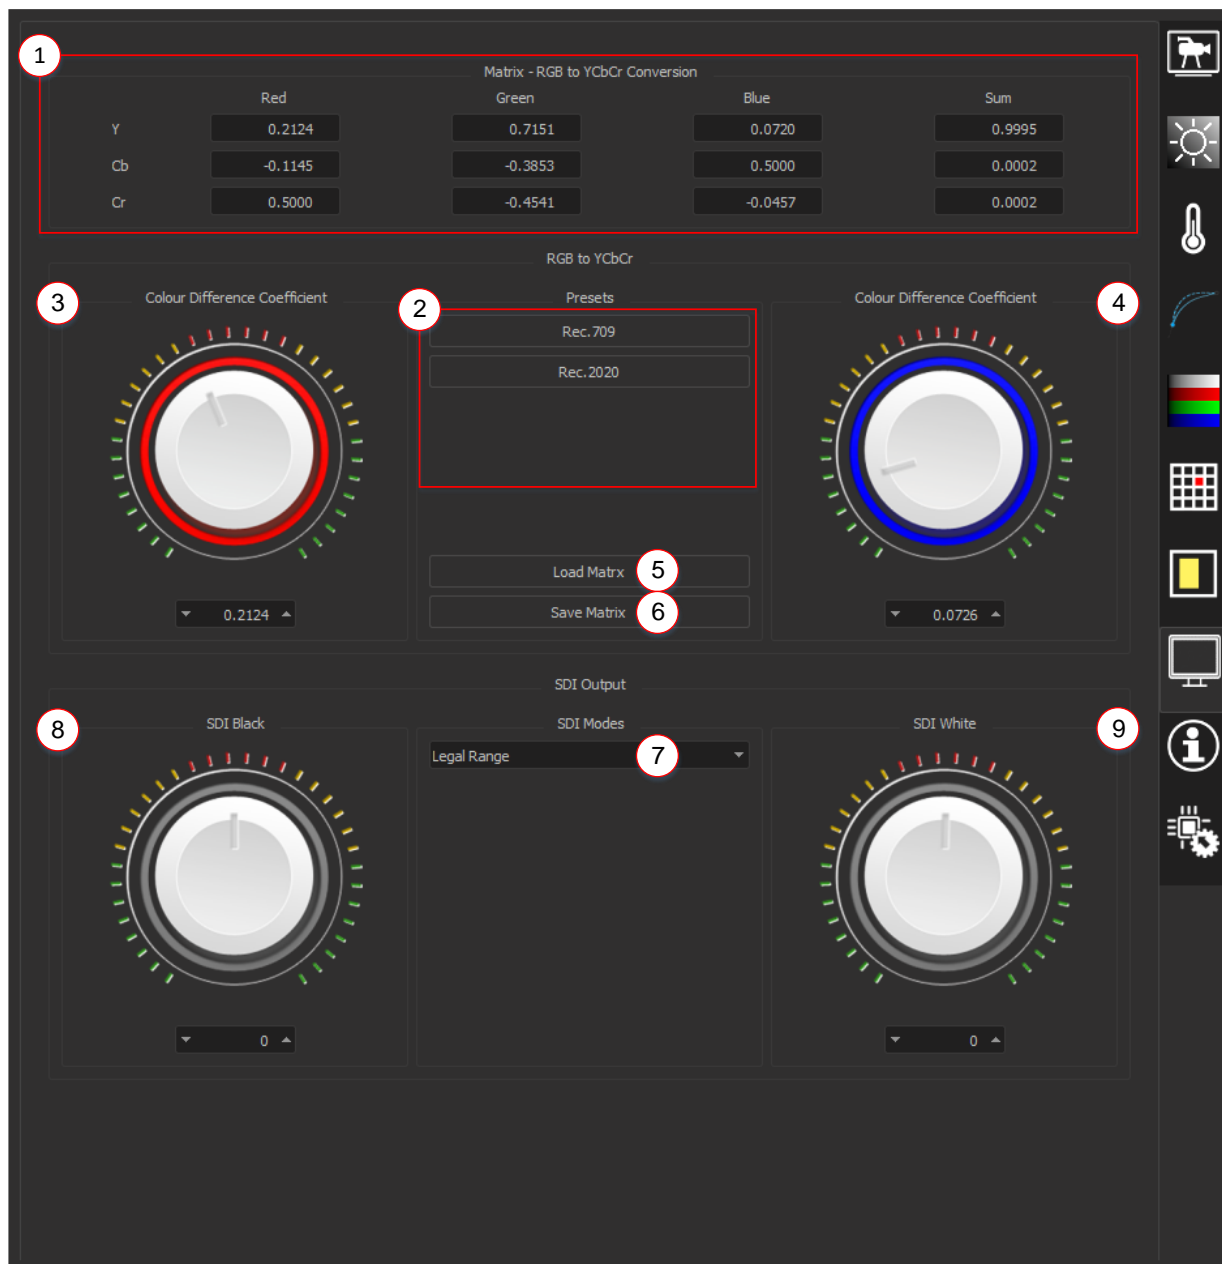 1
Matrix - RGB to YCbCr Conversion
Red Green Blue Sum
Y 0.2124 0.7151 0.0720 0.9995
Cb -0.1145 -0.3853 0.5000 0.0002
Cr 0.5000 -0.4541 -0.0457 0.0002
RGB to YCbCr
3 Colour Difference Coefficient 2 Presets Colour Difference Coefficient 4
Rec.709
Rec.2020
Load Matrx 5
Save Matrix 6
0.2124 0.0726
SDI Output
8 SDI Black SDI Modes SDI White 9
Legal Range 7
0 0